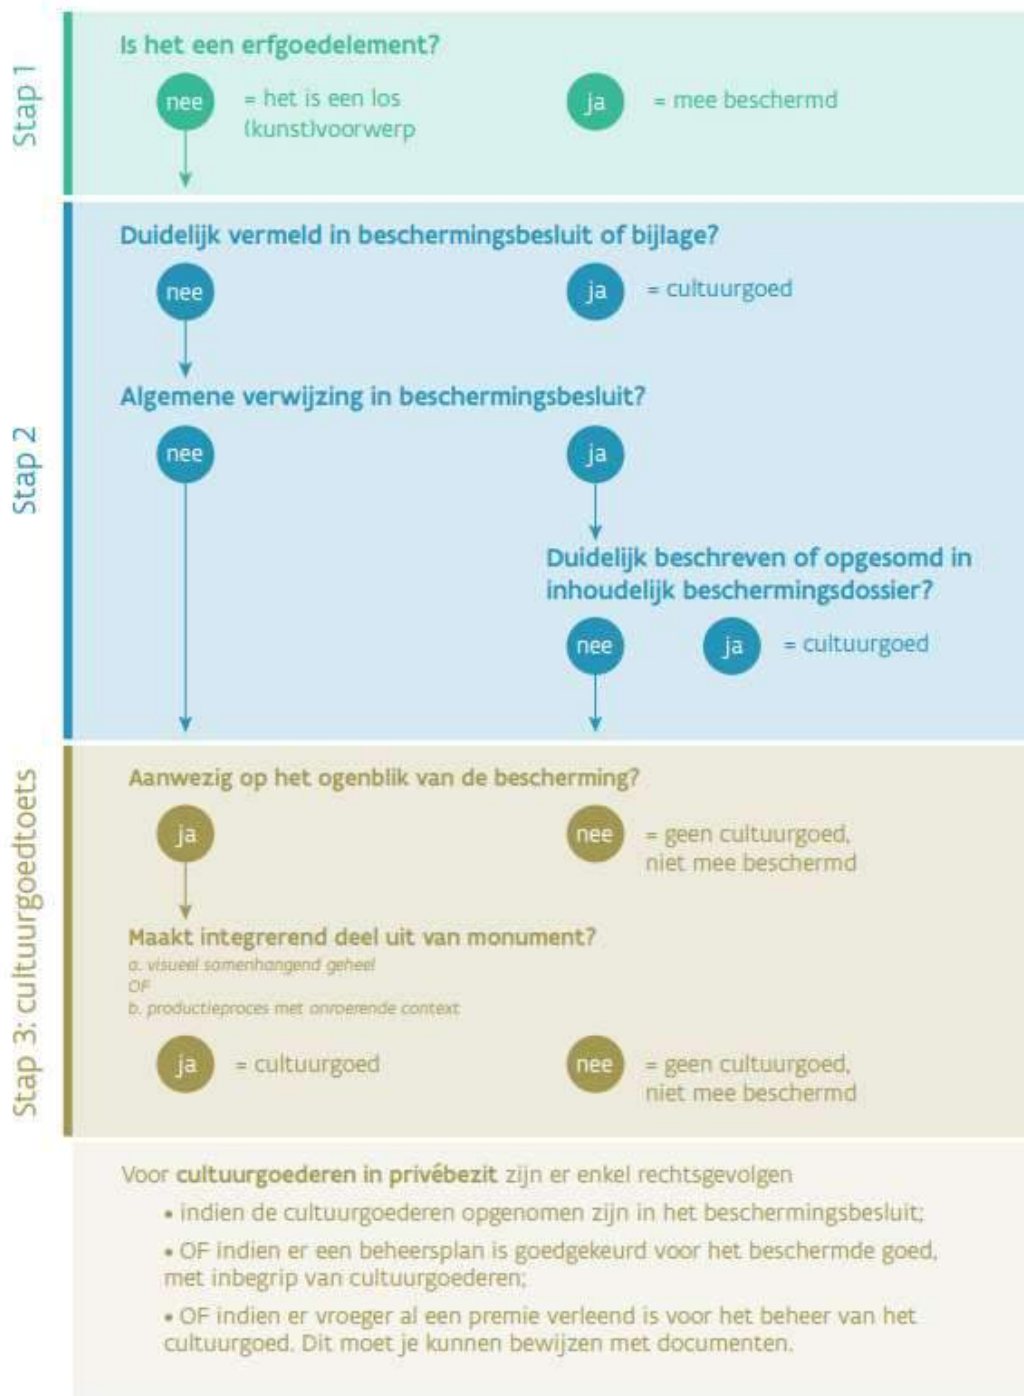 Stap 1
Is het een erfgoedelement?
nee
= het is een los
(kunst)voorwerp
ja
= mee beschermd
Stap 2
Duidelijk vermeld in beschermingsbesluit of bijlage?
nee
ja
= cultuurgoed
Algemene verwijzing in beschermingsbesluit?
nee
ja
Duidelijk beschreven of opgesomd in
inhoudelijk beschermingsdossier?
nee
ja
= cultuurgoed
Stap 3: cultuurgoedtoets
Aanwezig op het ogenblik van de bescherming?
ja
nee
= geen cultuurgoed,
niet mee beschermd
Maakt integrerend deel uit van monument?
a. visueel samenhangend geheel
OF
b. productieproces met onroerende context
ja
= cultuurgoed
nee
= geen cultuurgoed,
niet mee beschermd
Voor cultuurgoederen in privébezit zijn er enkel rechtsgevolgen
• indien de cultuurgoederen opgenomen zijn in het beschermingsbesluit;
• OF indien er een beheersplan is goedgekeurd voor het beschermde goed,
met inbegrip van cultuurgoederen;
• OF indien er vroeger al een premie verleend is voor het beheer van het
cultuurgoed. Dit moet je kunnen bewijzen met documenten.